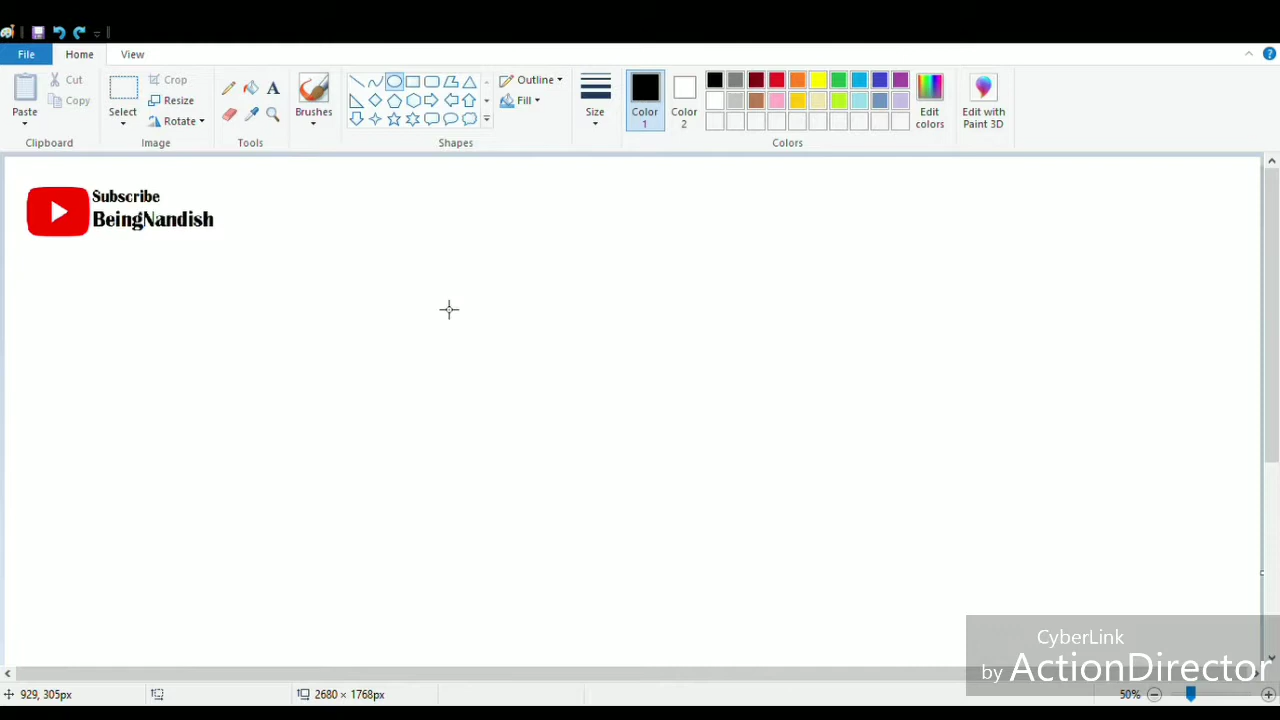 File Home View
Paste Cut Copy Select Crop Resize Rotate Brushes Outline Fill Size Color 1 Color 2 Edit colors Edit with Paint 3D
Clipboard Image Tools Shapes Colors
Subscribe
BeingNandish
CyberLink
by ActionDirector
929, 305px 2680 × 1768px 50%